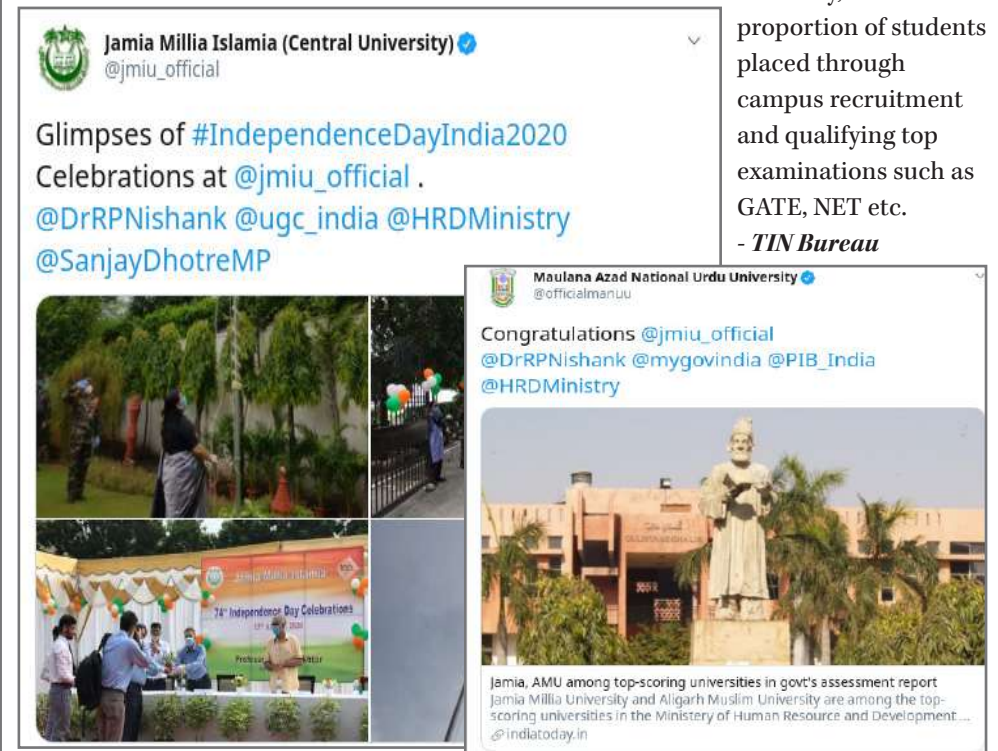 proportion of students
placed through
campus recruitment
and qualifying top
examinations such as
GATE, NET etc.
- TIN Bureau
Jamia Millia Islamia (Central University)
@jmiu_official
Glimpses of #IndependenceDayIndia2020
Celebrations at @jmiu_official .
@DrRPNishank @ugc_india @HRDMinistry
@SanjayDhotreMP
Jamia Millia Islamia
74th Independence Day Celebrations
Maulana Azad National Urdu University
@officialmanuu
Congratulations @jmiu_official
@DrRPNishank @mygovindia @PIB_India
@HRDMinistry
Jamia, AMU among top-scoring universities in govt's assessment report
Jamia Millia University and Aligarh Muslim University are among the top-
scoring universities in the Ministry of Human Resource and Development ...
indiatoday.in